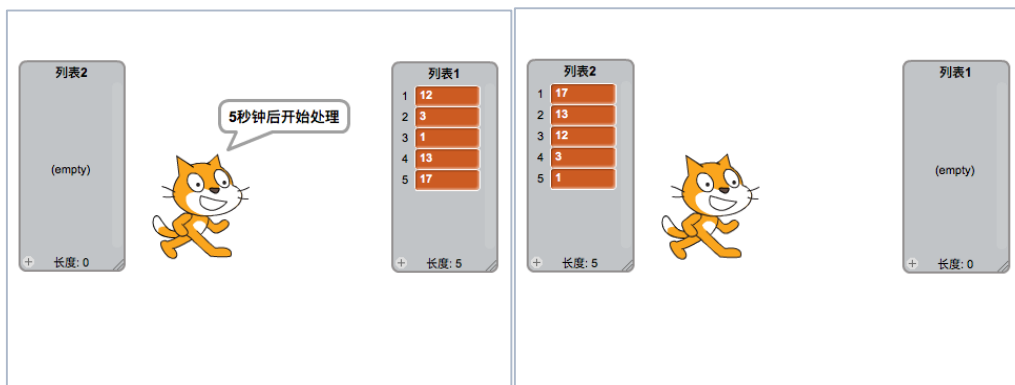 列表2
(empty)
+ 长度: 0
5秒钟后开始处理
列表1
1 12
2 3
3 1
4 13
5 17
+ 长度: 5
列表2
1 17
2 13
3 12
4 3
5 1
+ 长度: 5
列表1
(empty)
+ 长度: 0